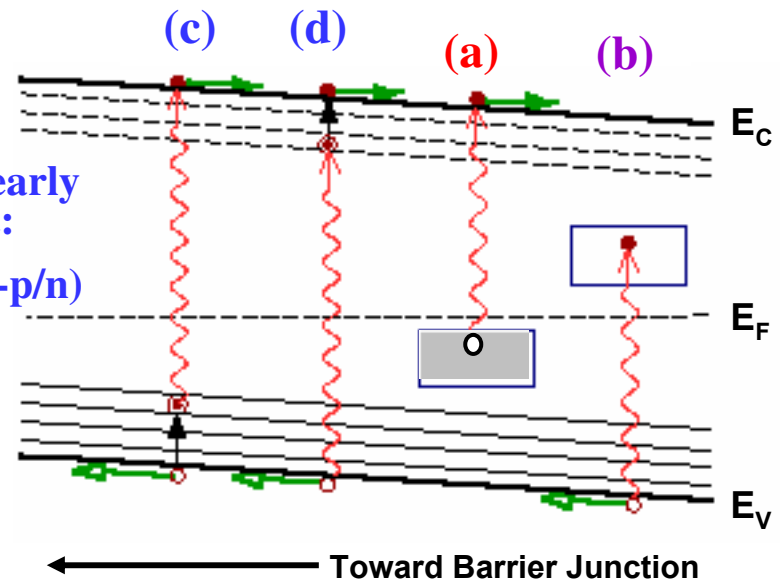 (c) (d) (a) (b)
E_C
early
:
-p/n)
E_F
E_V
Toward Barrier Junction